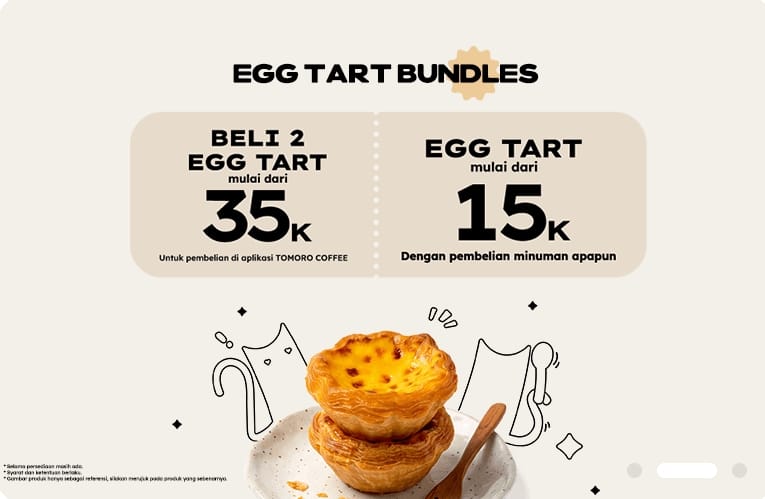 EGG TART BUNDLES
BELI 2
EGG TART
mulai dari
35K
Untuk pembelian di aplikasi TOMORO COFFEE
EGG TART
mulai dari
15K
Dengan pembelian minuman apapun
* Selama persediaan masih ada.
* Syarat dan ketentuan berlaku.
* Gambar produk hanya sebagai referensi, silakan merujuk pada produk yang sebenarnya.